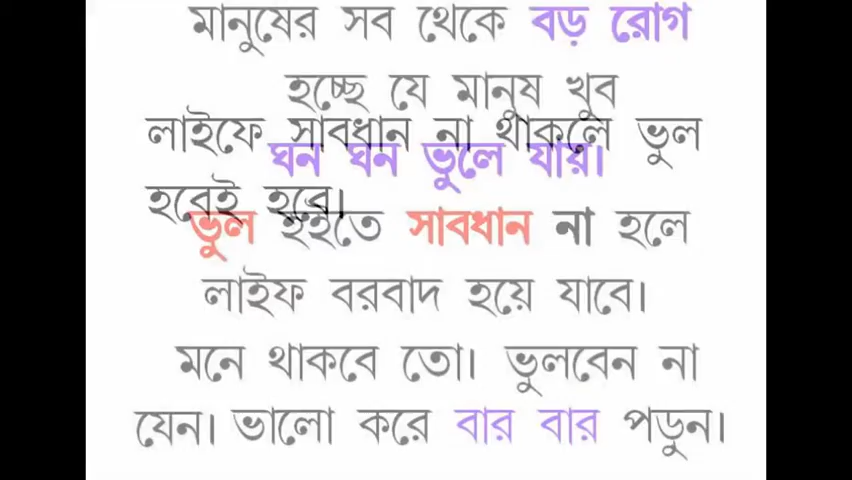 মানুষের সব থেকে বড় রোগ
হচ্ছে যে মানুষ খুব
লাইফে সাবধান না থাকলে ভুল
ঘন ঘন ভুলে যায়।
হবেই হবে।
ভুল হইতে সাবধান না হলে
লাইফ বরবাদ হয়ে যাবে।
মনে থাকবে তো। ভুলবেন না
যেন। ভালো করে বার বার পড়ুন।